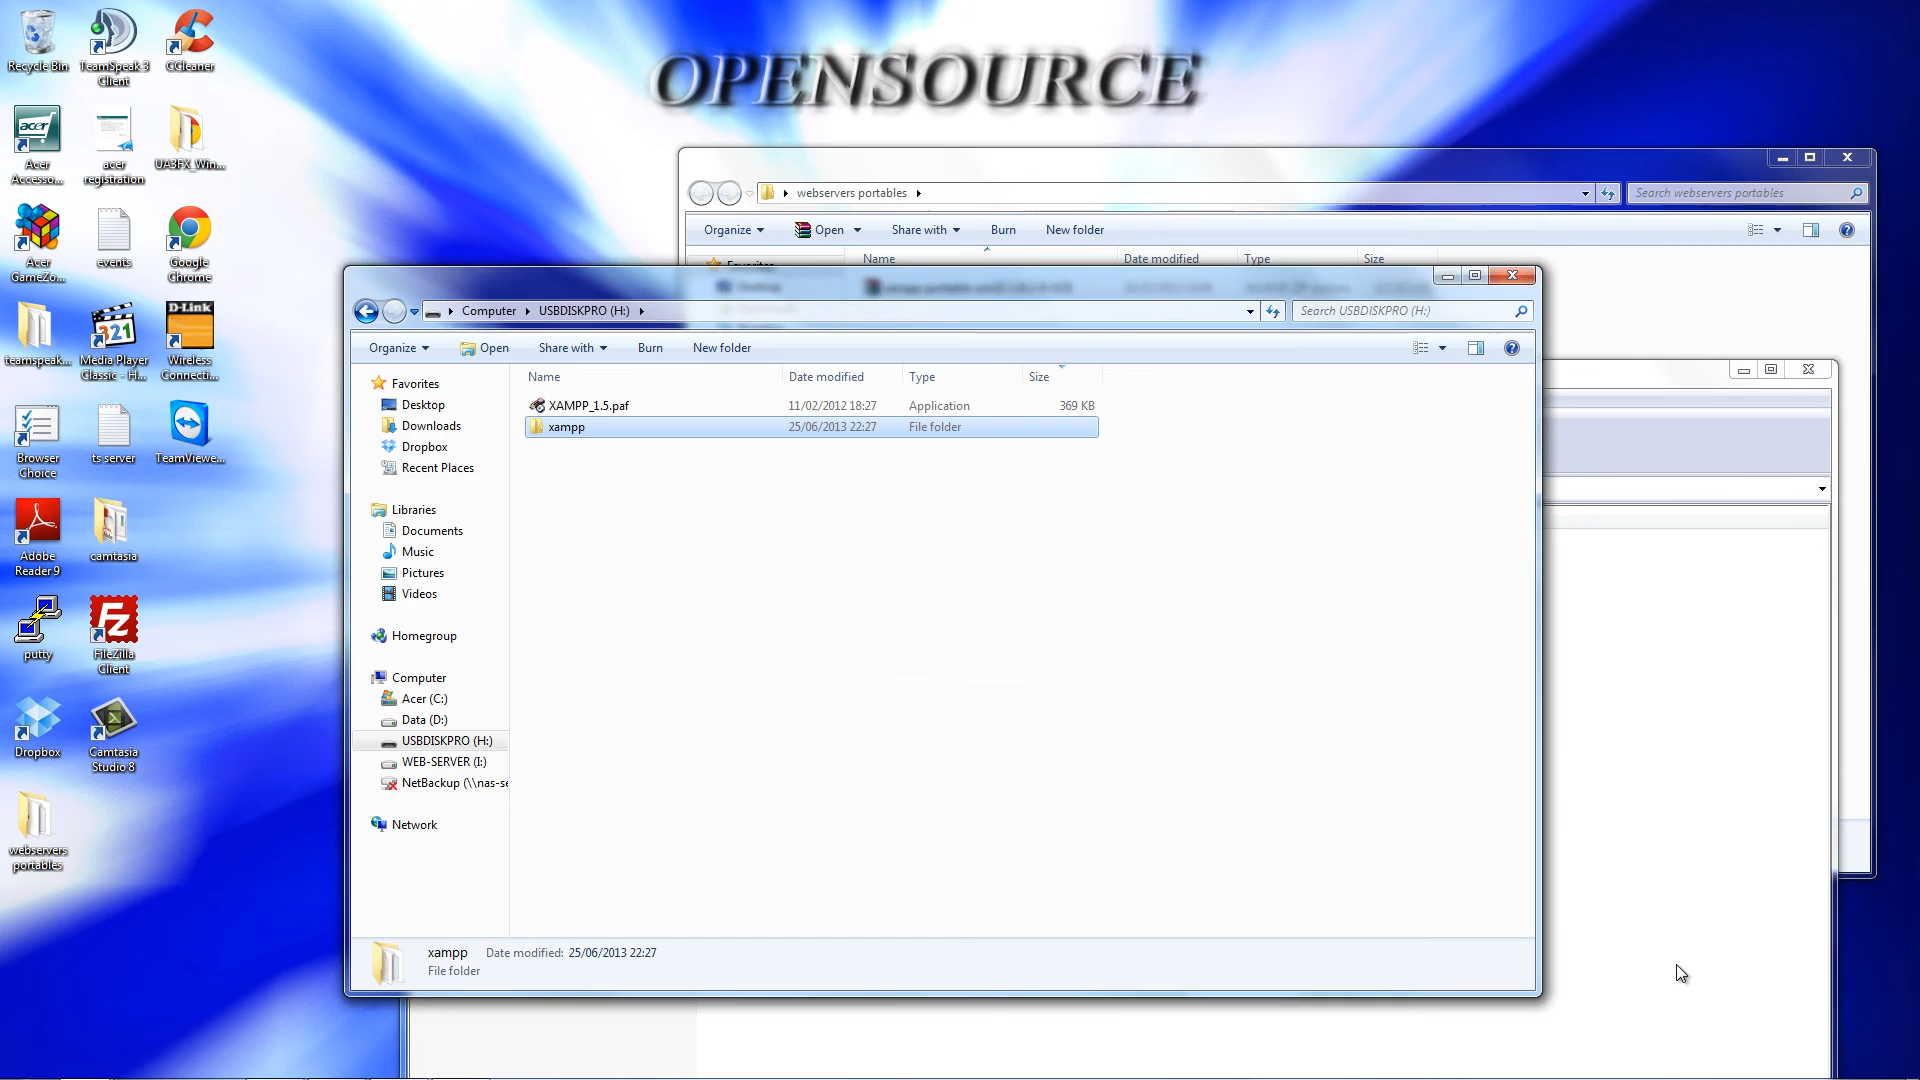 OPENSOURCE
Recycle Bin
TeamSpeak 3
Client
CCleaner
acer
Acer
Accesso...
acer
registration
UA3FX_Win...
Acer
GameZo...
events
Google
Chrome
teamspeak...
321
Media Player
Classic - H...
D-Link
Wireless
Connecti...
Browser
Choice
ts server
TeamViewe...
Adobe
Reader 9
camtasia
putty
FZ
FileZilla
Client
Dropbox
Camtasia
Studio 8
webservers
portables
webservers portables
Search webservers portables
Organize
Open
Share with
Burn
New folder
Name
Date modified
Type
Size
Computer
USBDISKPRO (H:)
Search USBDISKPRO (H:)
Organize
Open
Share with
Burn
New folder
Favorites
Desktop
Downloads
Dropbox
Recent Places
Libraries
Documents
Music
Pictures
Videos
Homegroup
Computer
Acer (C:)
Data (D:)
USBDISKPRO (H:)
WEB-SERVER (I:)
NetBackup (\\nas-se
Network
Name
Date modified
Type
Size
XAMPP_1.5.paf
11/02/2012 18:27
Application
369 KB
xampp
25/06/2013 22:27
File folder
xampp
Date modified: 25/06/2013 22:27
File folder